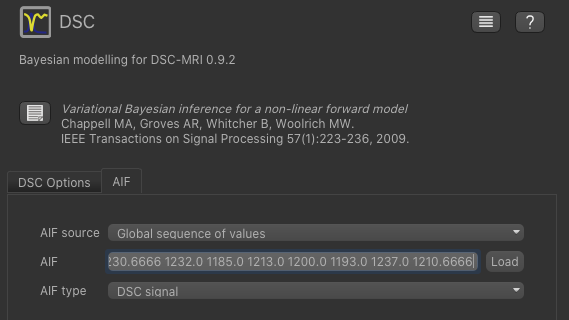 DSC
?
Bayesian modelling for DSC-MRI 0.9.2
Variational Bayesian inference for a non-linear forward model
Chappell MA, Groves AR, Whitcher B, Woolrich MW.
IEEE Transactions on Signal Processing 57(1):223-236, 2009.
DSC Options AIF
AIF source Global sequence of values
AIF 230.6666 1232.0 1185.0 1213.0 1200.0 1193.0 1237.0 1210.6666 Load
AIF type DSC signal